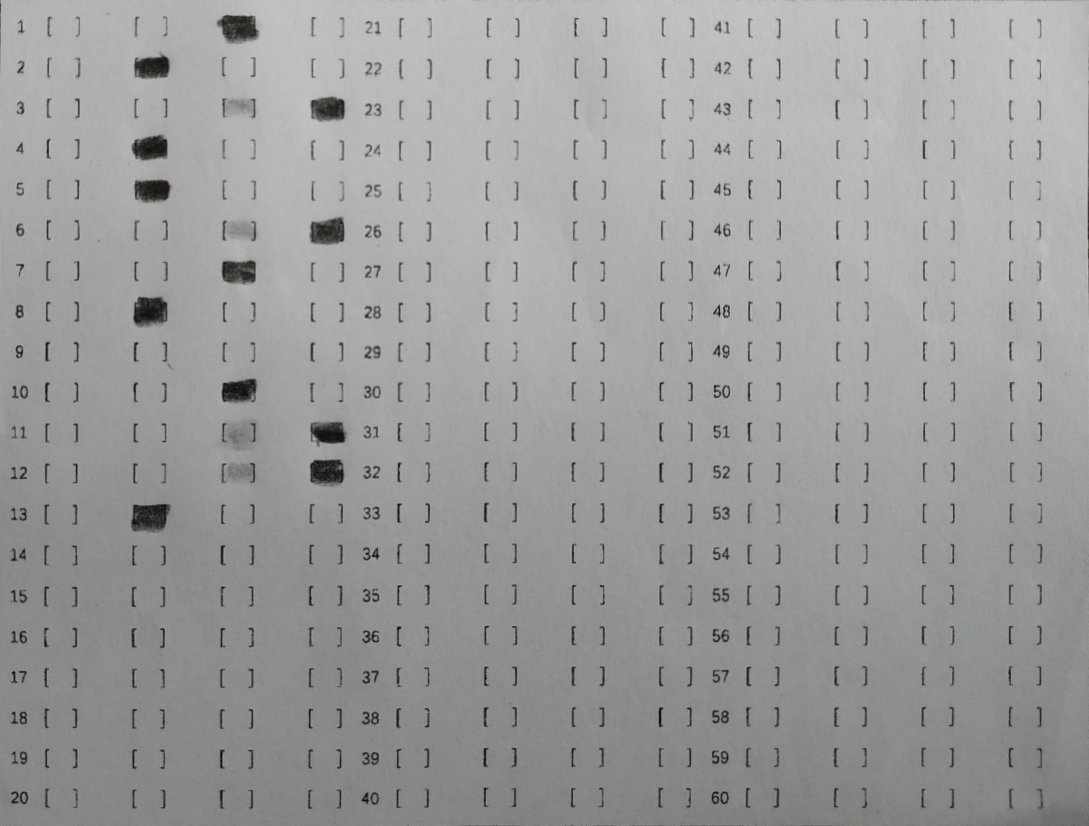 1 [ ] [ ] [ ] 21 [ ] [ ] [ ] [ ] 41 [ ] [ ] [ ] [ ]
2 [ ] [ ] [ ] 22 [ ] [ ] [ ] [ ] 42 [ ] [ ] [ ] [ ]
3 [ ] [ ] [ ] 23 [ ] [ ] [ ] [ ] 43 [ ] [ ] [ ] [ ]
4 [ ] [ ] [ ] 24 [ ] [ ] [ ] [ ] 44 [ ] [ ] [ ] [ ]
5 [ ] [ ] [ ] 25 [ ] [ ] [ ] [ ] 45 [ ] [ ] [ ] [ ]
6 [ ] [ ] [ ] 26 [ ] [ ] [ ] [ ] 46 [ ] [ ] [ ] [ ]
7 [ ] [ ] [ ] 27 [ ] [ ] [ ] [ ] 47 [ ] [ ] [ ] [ ]
8 [ ] [ ] [ ] 28 [ ] [ ] [ ] [ ] 48 [ ] [ ] [ ] [ ]
9 [ ] [ ] [ ] [ ] 29 [ ] [ ] [ ] [ ] 49 [ ] [ ] [ ] [ ]
10 [ ] [ ] [ ] 30 [ ] [ ] [ ] [ ] 50 [ ] [ ] [ ] [ ]
11 [ ] [ ] [ ] 31 [ ] [ ] [ ] [ ] 51 [ ] [ ] [ ] [ ]
12 [ ] [ ] [ ] 32 [ ] [ ] [ ] [ ] 52 [ ] [ ] [ ] [ ]
13 [ ] [ ] [ ] 33 [ ] [ ] [ ] [ ] 53 [ ] [ ] [ ] [ ]
14 [ ] [ ] [ ] [ ] 34 [ ] [ ] [ ] [ ] 54 [ ] [ ] [ ] [ ]
15 [ ] [ ] [ ] [ ] 35 [ ] [ ] [ ] [ ] 55 [ ] [ ] [ ] [ ]
16 [ ] [ ] [ ] [ ] 36 [ ] [ ] [ ] [ ] 56 [ ] [ ] [ ] [ ]
17 [ ] [ ] [ ] [ ] 37 [ ] [ ] [ ] [ ] 57 [ ] [ ] [ ] [ ]
18 [ ] [ ] [ ] [ ] 38 [ ] [ ] [ ] [ ] 58 [ ] [ ] [ ] [ ]
19 [ ] [ ] [ ] [ ] 39 [ ] [ ] [ ] [ ] 59 [ ] [ ] [ ] [ ]
20 [ ] [ ] [ ] [ ] 40 [ ] [ ] [ ] [ ] 60 [ ] [ ] [ ] [ ]